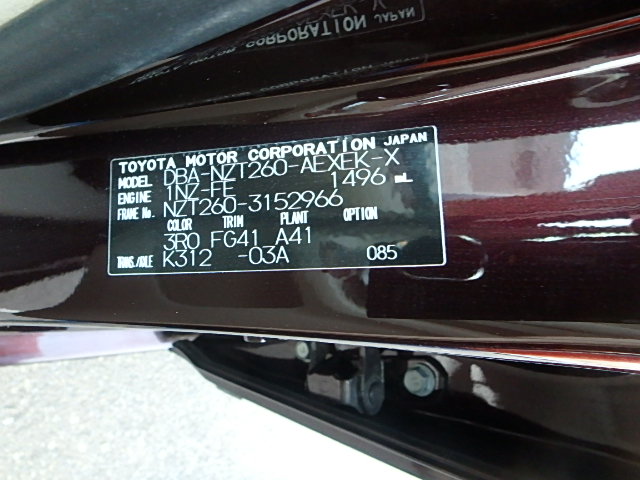 TOYOTA MOTOR CORPORATION JAPAN
MODEL DBA-NZT260-AEXEK-X
ENGINE 1NZ-FE 1496 mL
FRAME No. NZT260-3152966
COLOR TRIM PLANT OPTION
3R0 FG41 A41
TRANS./AXLE K312 -03A 085